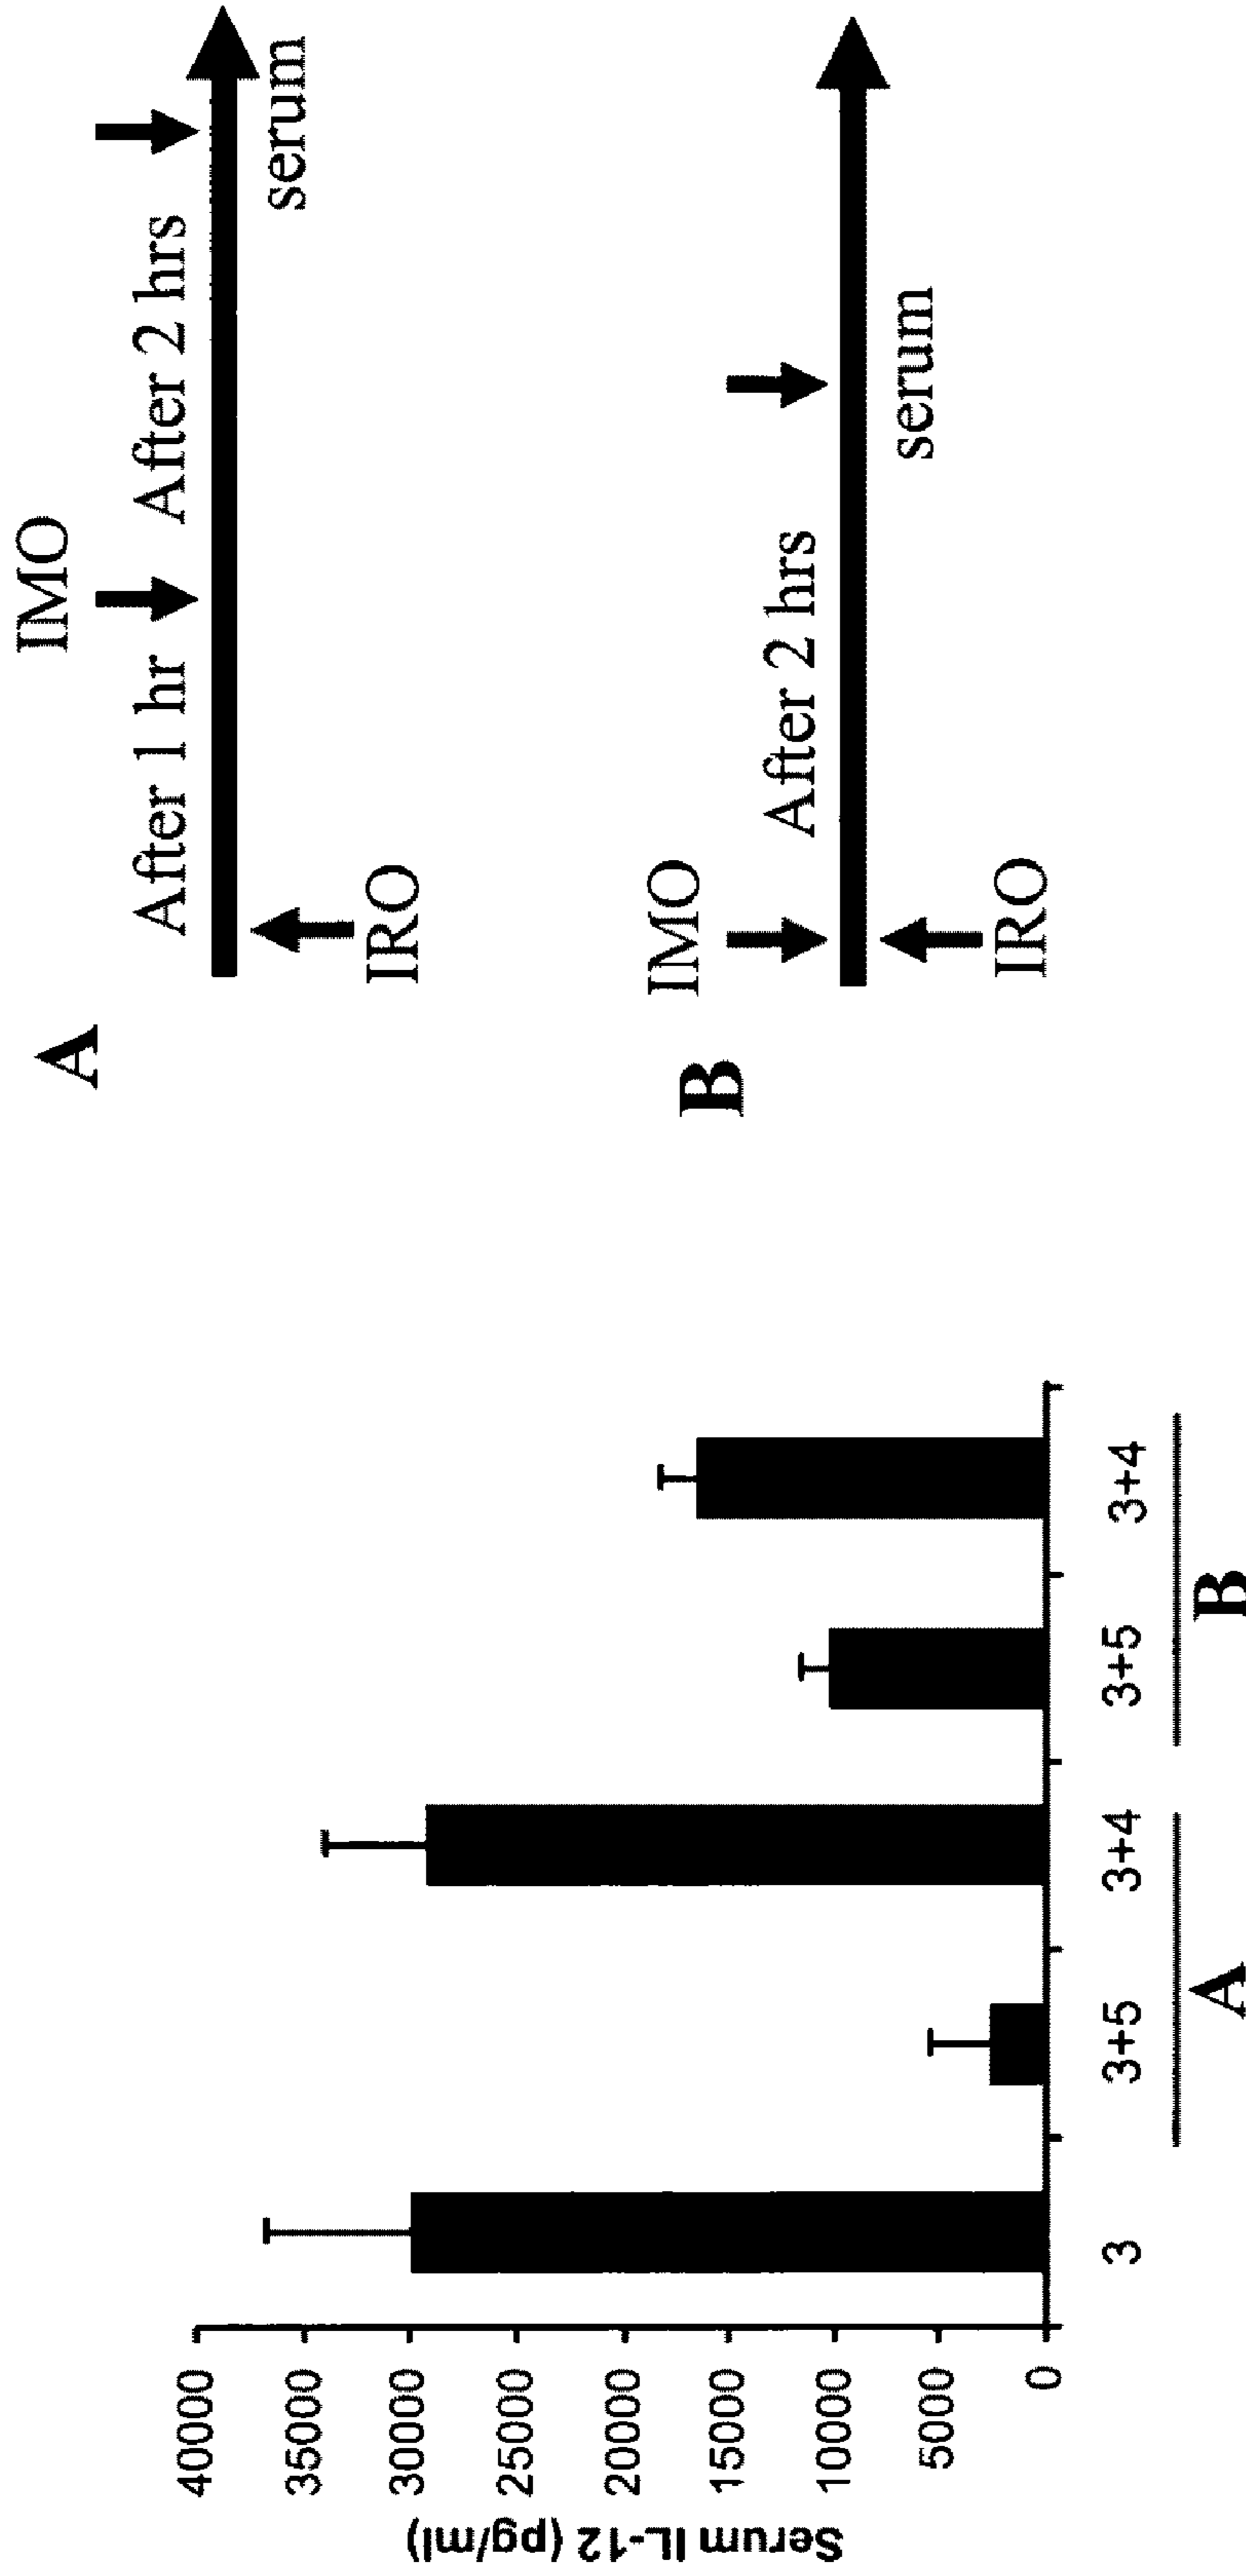 Serum IL-12 (pg/ml)
40000
35000
30000
25000
20000
15000
10000
5000
0
3
3+5
3+4
3+5
3+4
A
B
A
IMO
After 1 hr
After 2 hrs
IRO
serum
B
IMO
After 2 hrs
IRO
serum